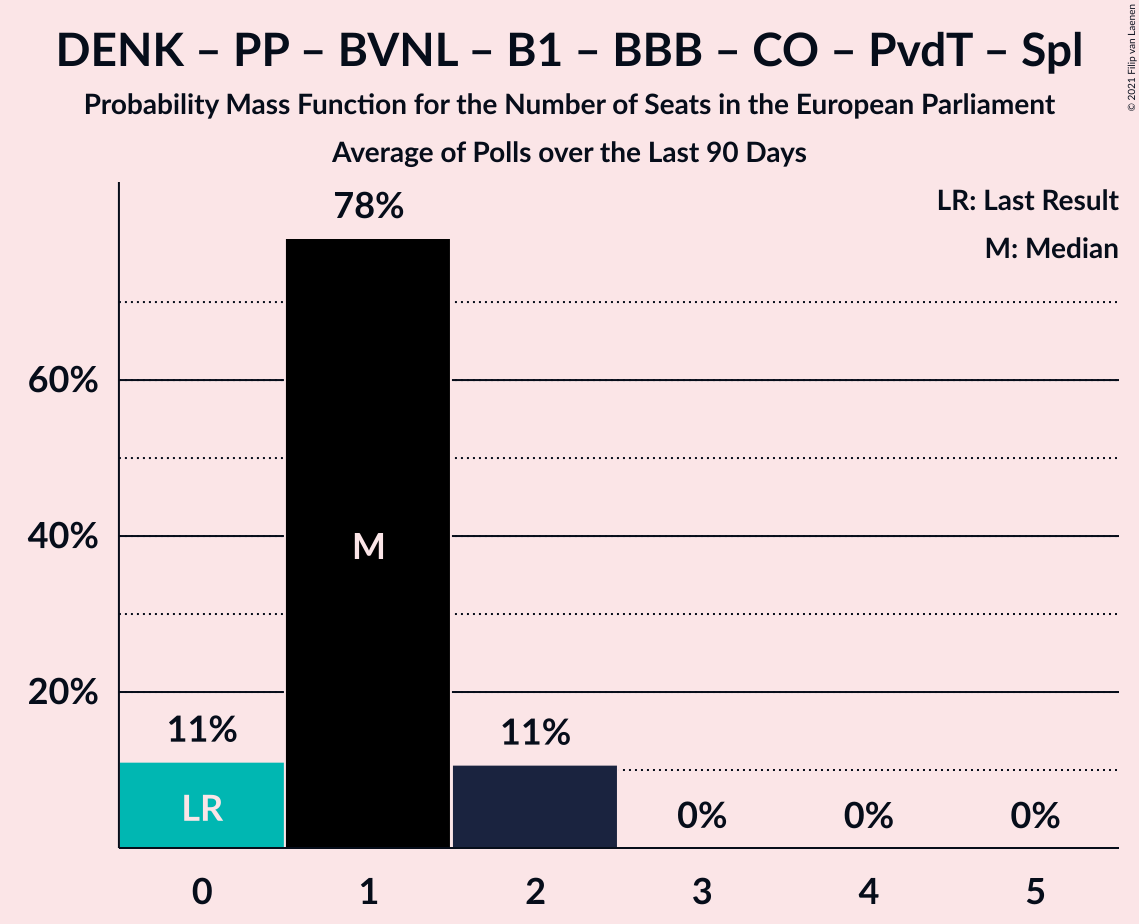 DENK – PP – BVNL – B1 – BBB – CO – PvdT – Spl
Probability Mass Function for the Number of Seats in the European Parliament
Average of Polls over the Last 90 Days
© 2021 Filip van Laenen
LR: Last Result
M: Median
78%
60%
40%
20%
M
11%
11%
LR
0%
0%
0%
0
1
2
3
4
5